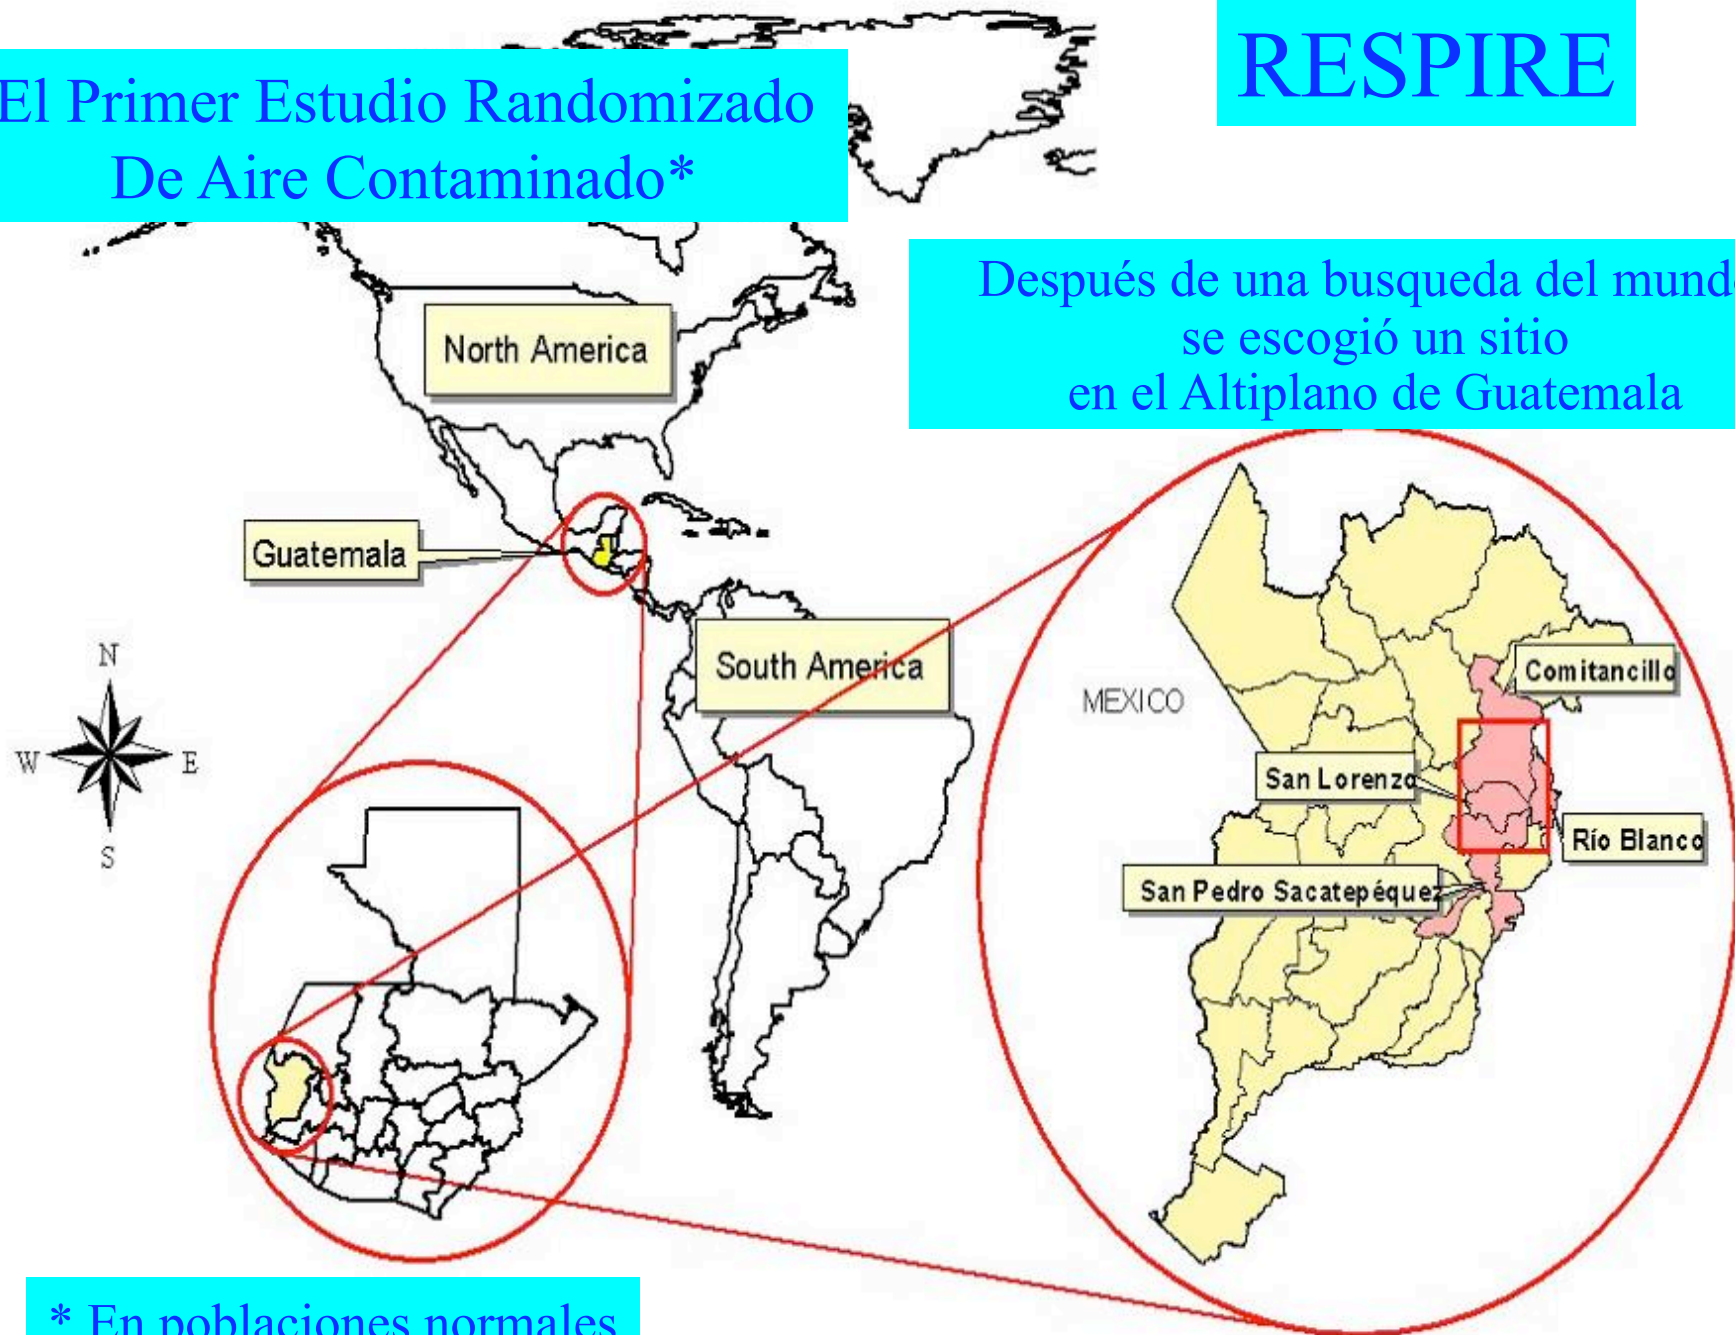 RESPIRE
El Primer Estudio Randomizado
De Aire Contaminado*
Después de una busqueda del mundo
se escogió un sitio
en el Altiplano de Guatemala
North America
Guatemala
South America
N
W
E
S
MEXICO
Comitancillo
San Lorenzo
Río Blanco
San Pedro Sacatepéquez
* En poblaciones normales